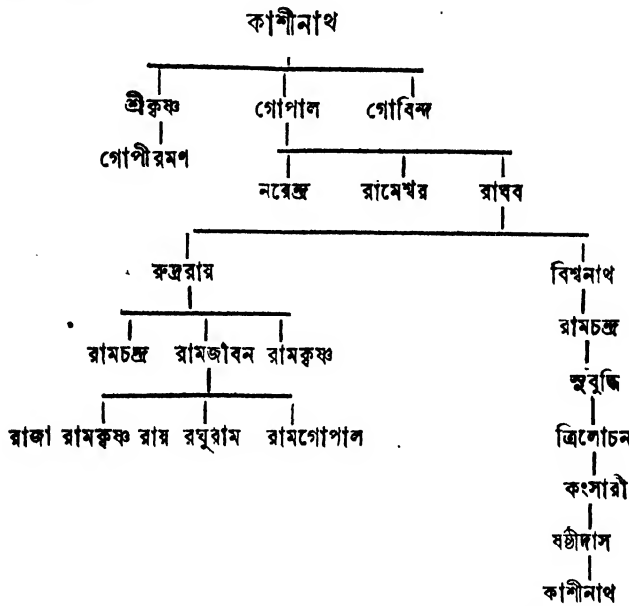 কাশীনাথ
শ্রীকৃষ্ণ গোপাল গোবিন্দ
গোপীরমণ
নরেন্দ্র রামেশ্বর রাঘব
রুদ্ররায় বিশ্বনাথ
রামচন্দ্র রামজীবন রামকৃষ্ণ রামচন্দ্র
সুবুদ্ধি
রাজা রামকৃষ্ণ রায় রঘুরাম রামগোপাল ত্রিলোচন
কংসারী
ষষ্ঠীদাস
কাশীনাথ